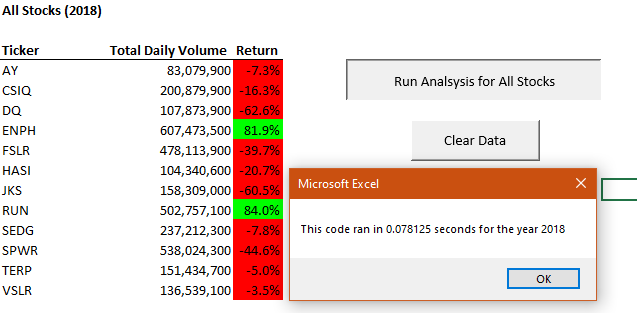 All Stocks (2018)
Ticker Total Daily Volume Return
AY 83,079,900 -7.3%
CSIQ 200,879,900 -16.3%
DQ 107,873,900 -62.6%
ENPH 607,473,500 81.9%
FSLR 478,113,900 -39.7%
HASI 104,340,600 -20.7%
JKS 158,309,000 -60.5%
RUN 502,757,100 84.0%
SEDG 237,212,300 -7.8%
SPWR 538,024,300 -44.6%
TERP 151,434,700 -5.0%
VSLR 136,539,100 -3.5%
Run Analsysis for All Stocks
Clear Data
Microsoft Excel
This code ran in 0.078125 seconds for the year 2018
OK